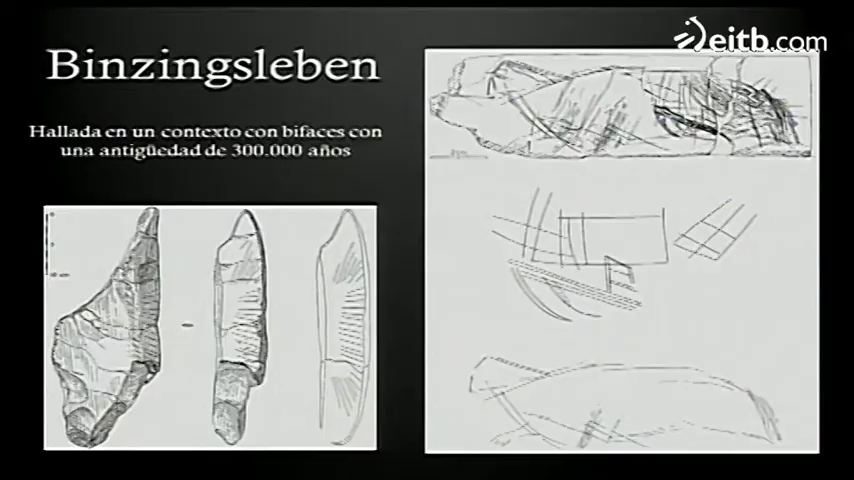 eitb.com
Binzingsleben
Hallada en un contexto con bifaces con
una antigüedad de 300.000 años